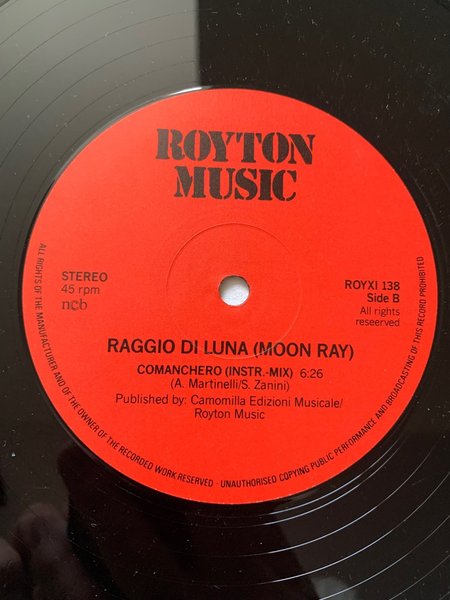 ROYTON
MUSIC
STEREO
45 rpm
ncb
ROYXI 138
Side B
All rights
reseerved
RAGGIO DI LUNA (MOON RAY)
COMANCHERO (INSTR.-MIX) 6:26
(A. Martinelli/S. Zanini)
Published by: Camomilla Edizioni Musicale/
Royton Music
ALL RIGHTS OF THE MANUFACTURER AND OF THE OWNER OF THE RECORDED WORK RESERVED · UNAUTHORISED COPYING PUBLIC PERFORMANCE AND BROADCASTING OF THIS RECORD PROHIBITED